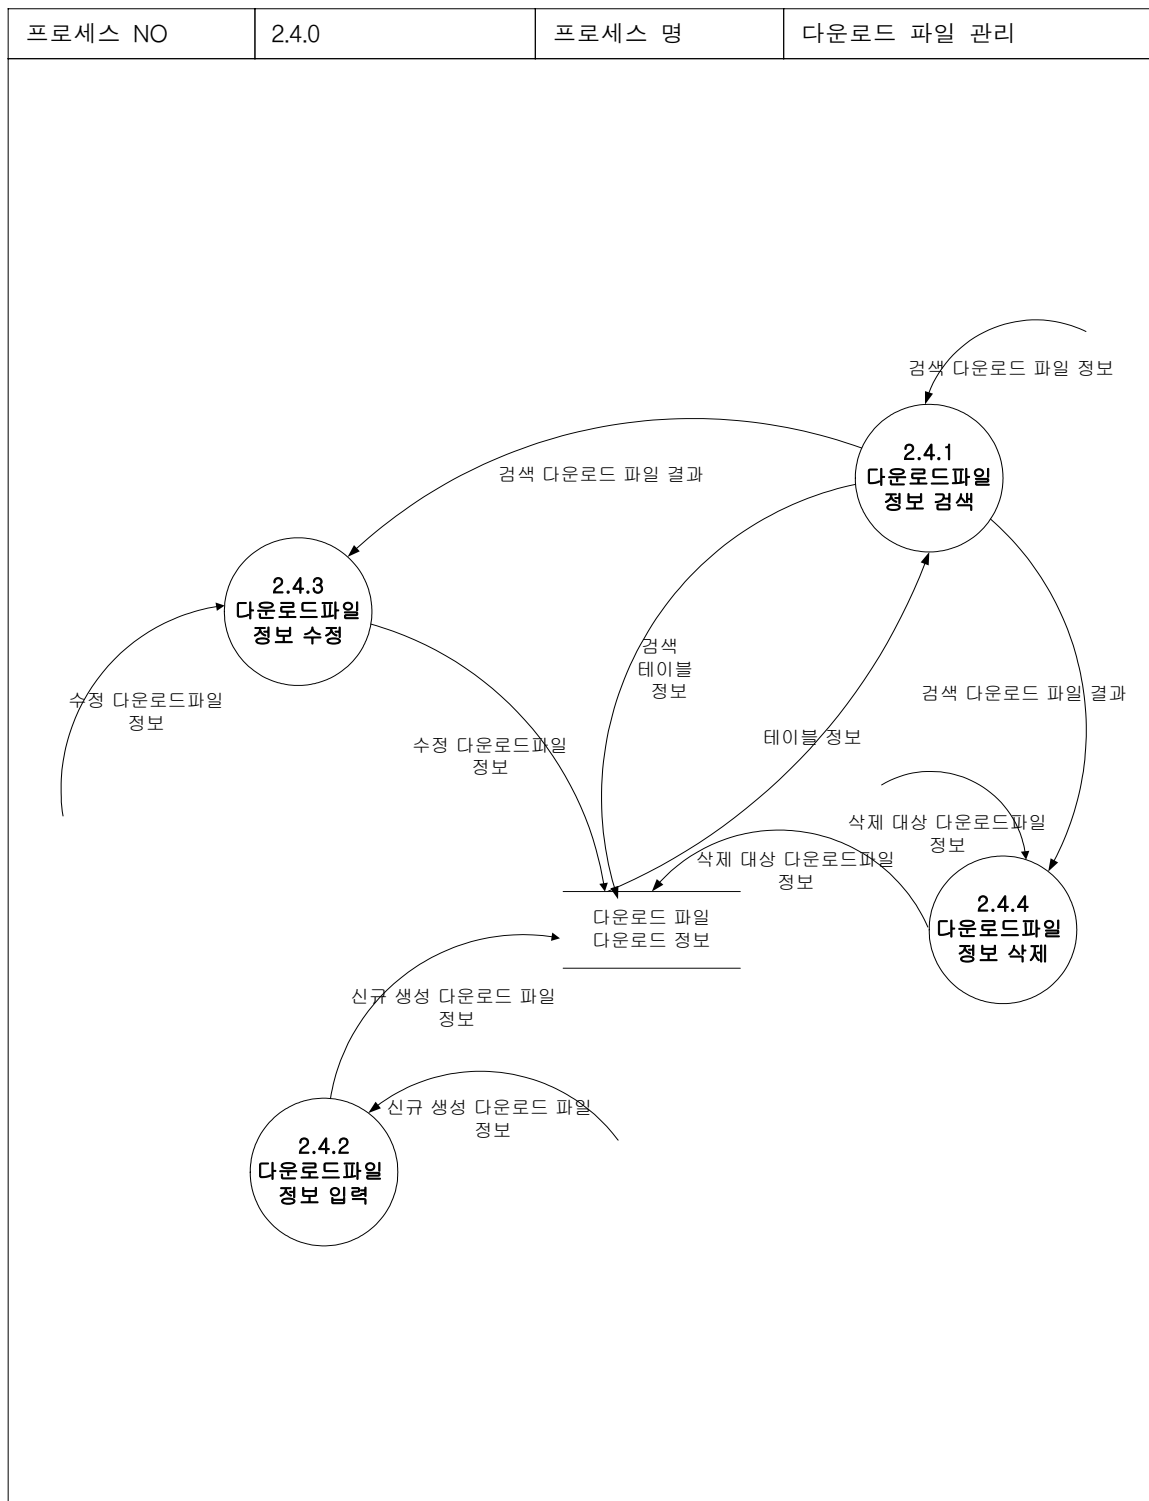 프로세스 NO 2.4.0 프로세스 명 다운로드 파일 관리
검색 다운로드 파일 정보
2.4.1
다운로드파일
정보 검색
검색 다운로드 파일 결과
2.4.3
다운로드파일
정보 수정
검색
테이블
정보
수정 다운로드파일
정보
검색 다운로드 파일 결과
수정 다운로드파일
정보
테이블 정보
삭제 대상 다운로드파일
정보
삭제 대상 다운로드파일
정보
2.4.4
다운로드파일
정보 삭제
다운로드 파일
다운로드 정보
신규 생성 다운로드 파일
정보
신규 생성 다운로드 파일
정보
2.4.2
다운로드파일
정보 입력